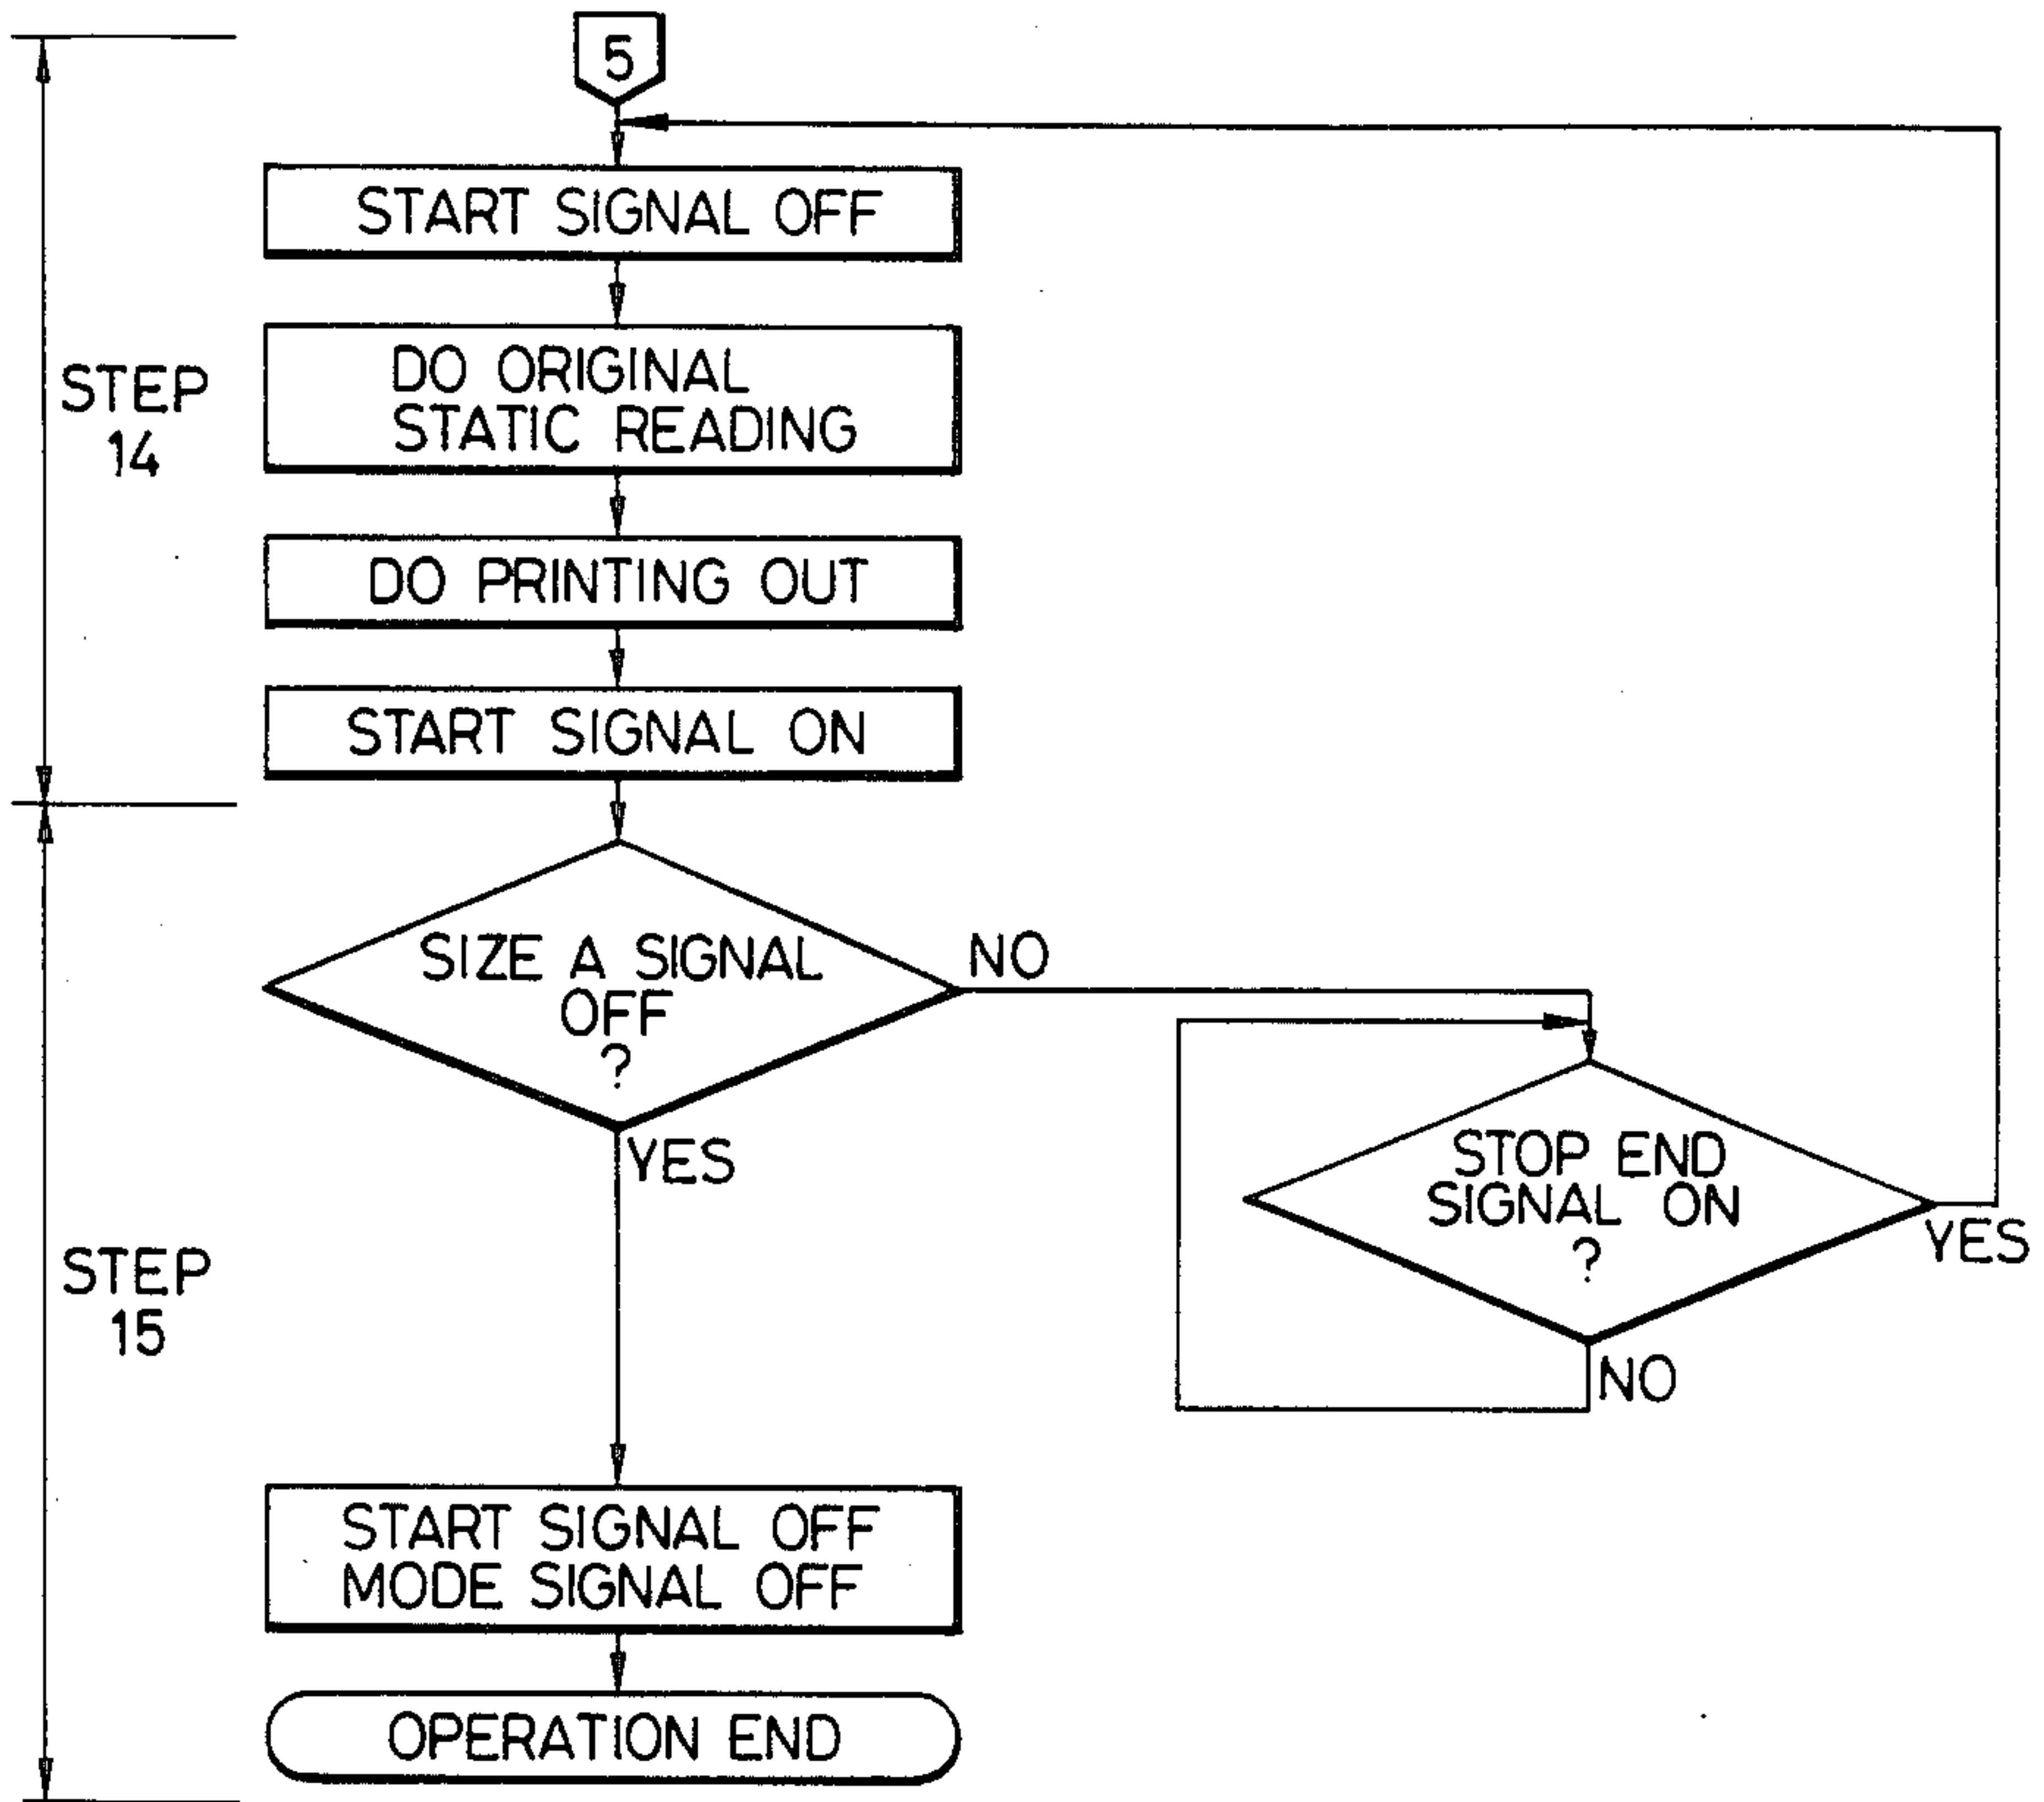 5
START SIGNAL OFF
DO ORIGINAL
STATIC READING
STEP
14
DO PRINTING OUT
START SIGNAL ON
SIZE A SIGNAL
OFF
?
NO
YES
STOP END
SIGNAL ON
?
YES
NO
STEP
15
START SIGNAL OFF
MODE SIGNAL OFF
OPERATION END